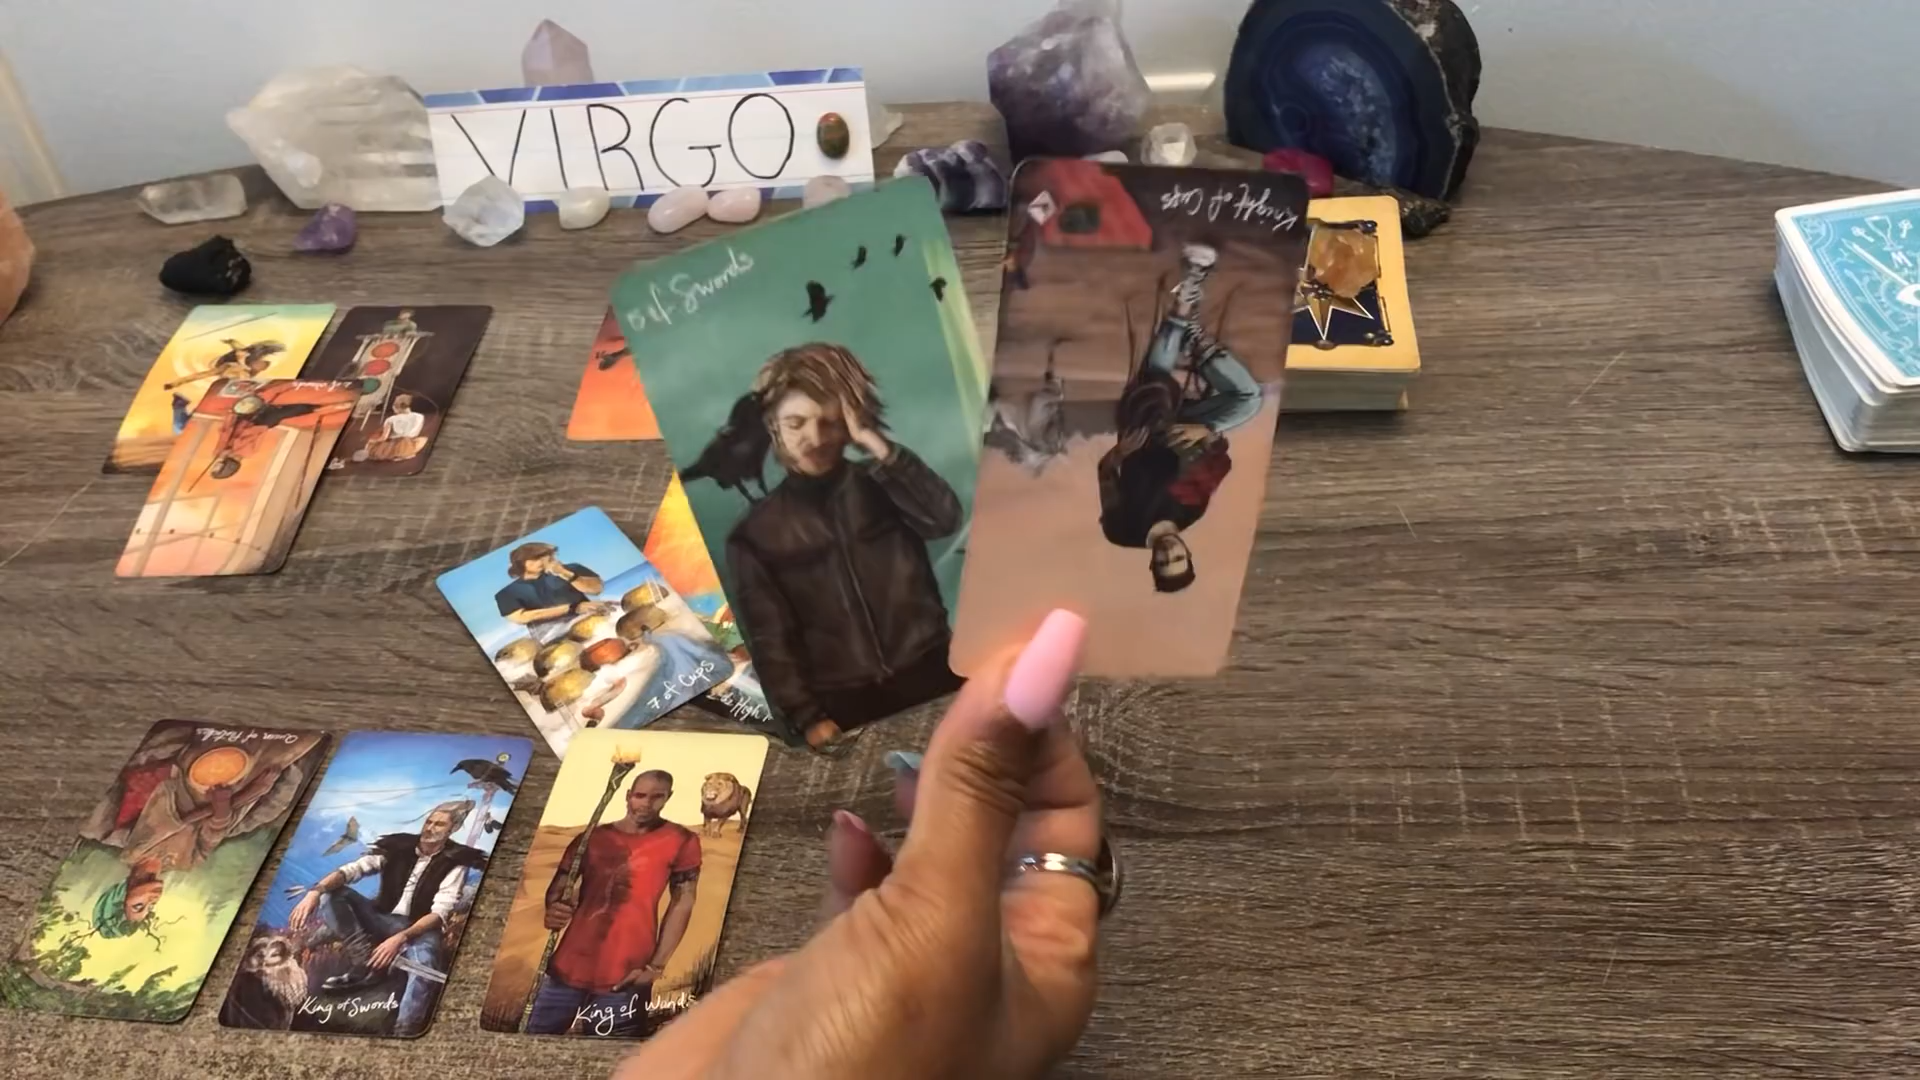 VIRGO
Knight of Cups
5 of Swords
7 of Cups
Queen of Pentacles
King of Swords
King of Wands